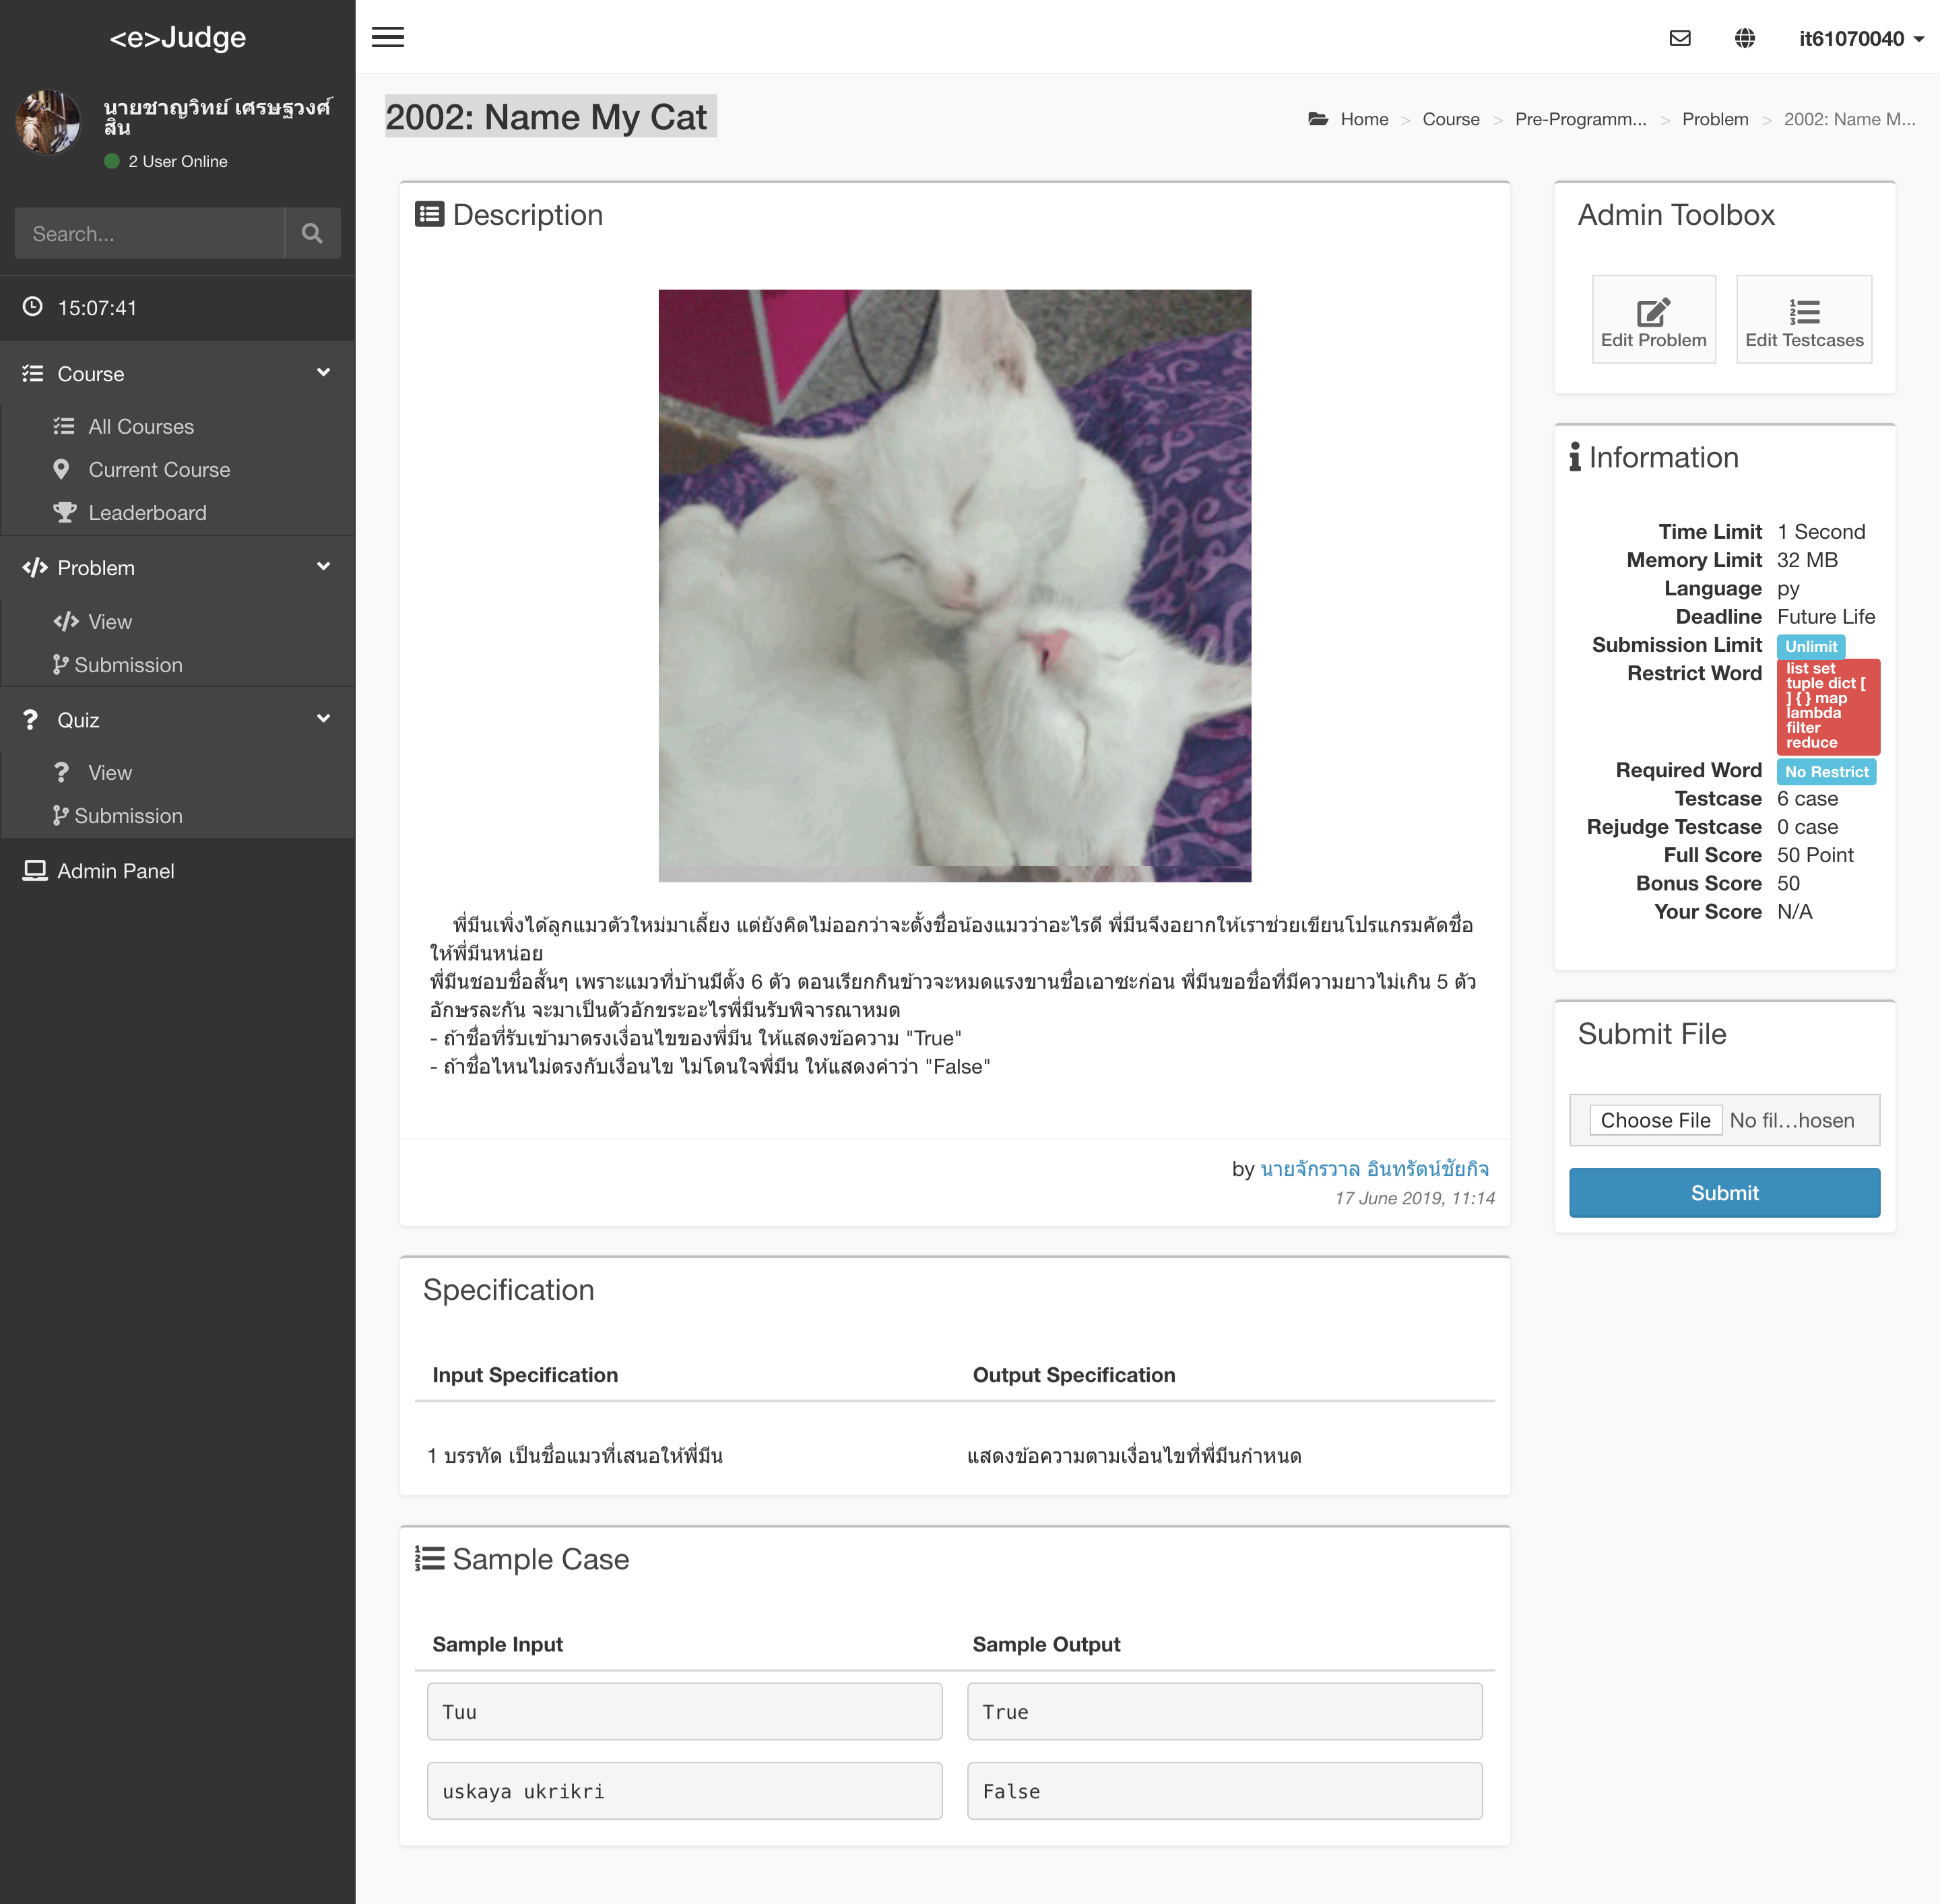 <e>Judge
it61070040
นายชาญวิทย์ เศรษฐวงศ์
สิน
2 User Online
Search...
15:07:41
Course
All Courses
Current Course
Leaderboard
Problem
View
Submission
Quiz
View
Submission
Admin Panel
2002: Name My Cat
Home > Course > Pre-Programm... > Problem > 2002: Name M...
Description
พี่มีนเพิ่งได้ลูกแมวตัวใหม่มาเลี้ยง แต่ยังคิดไม่ออกว่าจะตั้งชื่อน้องแมวว่าอะไรดี พี่มีนจึงอยากให้เราช่วยเขียนโปรแกรมคัดชื่อ
ให้พี่มีนหน่อย
พี่มีนชอบชื่อสั้นๆ เพราะแมวที่บ้านมีตั้ง 6 ตัว ตอนเรียกกินข้าวจะหมดแรงขานชื่อเอาซะก่อน พี่มีนขอชื่อที่มีความยาวไม่เกิน 5 ตัว
อักษรละกัน จะมาเป็นตัวอักขระอะไรพี่มีนรับพิจารณาหมด
- ถ้าชื่อที่รับเข้ามาตรงเงื่อนไขของพี่มีน ให้แสดงข้อความ "True"
- ถ้าชื่อไหนไม่ตรงกับเงื่อนไข ไม่โดนใจพี่มีน ให้แสดงคำว่า "False"
by นายจักรวาล อินทรัตน์ชัยกิจ
17 June 2019, 11:14
Specification
Input Specification Output Specification
1 บรรทัด เป็นชื่อแมวที่เสนอให้พี่มีน แสดงข้อความตามเงื่อนไขที่พี่มีนกำหนด
Sample Case
Sample Input Sample Output
Tuu True
uskaya ukrikri False
Admin Toolbox
Edit Problem Edit Testcases
Information
Time Limit 1 Second
Memory Limit 32 MB
Language py
Deadline Future Life
Submission Limit Unlimit
Restrict Word list set
tuple dict [
] { } map
lambda
filter
reduce
Required Word No Restrict
Testcase 6 case
Rejudge Testcase 0 case
Full Score 50 Point
Bonus Score 50
Your Score N/A
Submit File
Choose File No fil...hosen
Submit